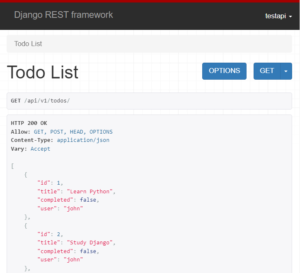 Django REST framework
testapi
Todo List
Todo List
OPTIONS
GET
GET /api/v1/todos/
HTTP 200 OK
Allow: GET, POST, HEAD, OPTIONS
Content-Type: application/json
Vary: Accept
[
{
"id": 1,
"title": "Learn Python",
"completed": false,
"user": "john"
},
{
"id": 2,
"title": "Study Django",
"completed": false,
"user": "john"
}